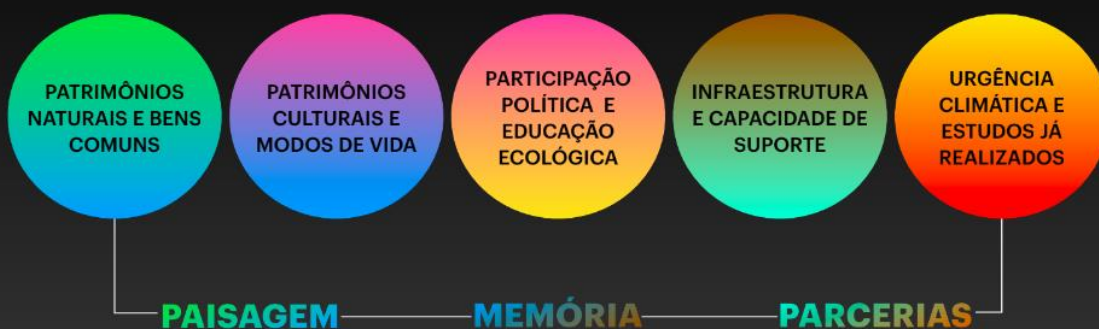 PATRIMÔNIOS
NATURAIS E BENS
COMUNS
PATRIMÔNIOS
CULTURAIS E
MODOS DE VIDA
PARTICIPAÇÃO
POLÍTICA E
EDUCAÇÃO
ECOLÓGICA
INFRAESTRUTURA
E CAPACIDADE DE
SUPORTE
URGÊNCIA
CLIMÁTICA E
ESTUDOS JÁ
REALIZADOS
PAISAGEM
MEMÓRIA
PARCERIAS